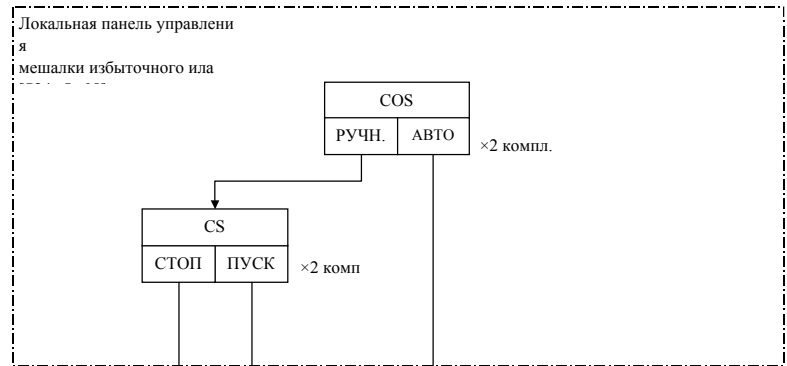 Локальная панель управлени
я
мешалки избыточного ила
COS
РУЧН. АВТО
×2 компл.
CS
СТОП ПУСК
×2 комп